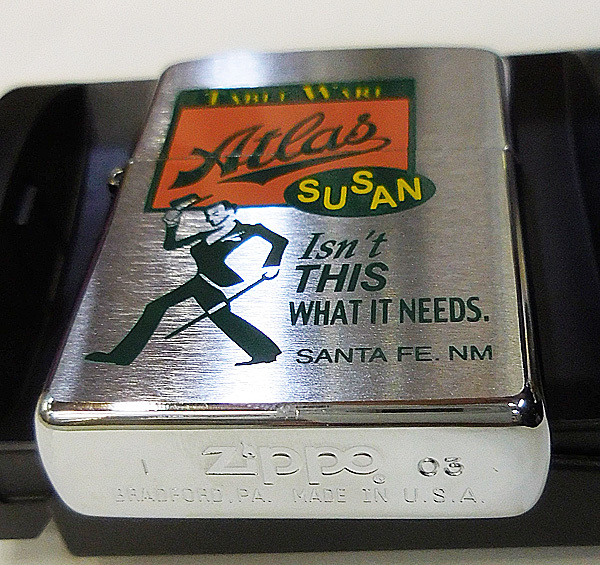 TABLE WARE
Atlas
SUSAN
Isn't
THIS
WHAT IT NEEDS.
SANTA FE. NM
I Zippo® 03
BRADFORD, PA. MADE IN U.S.A.